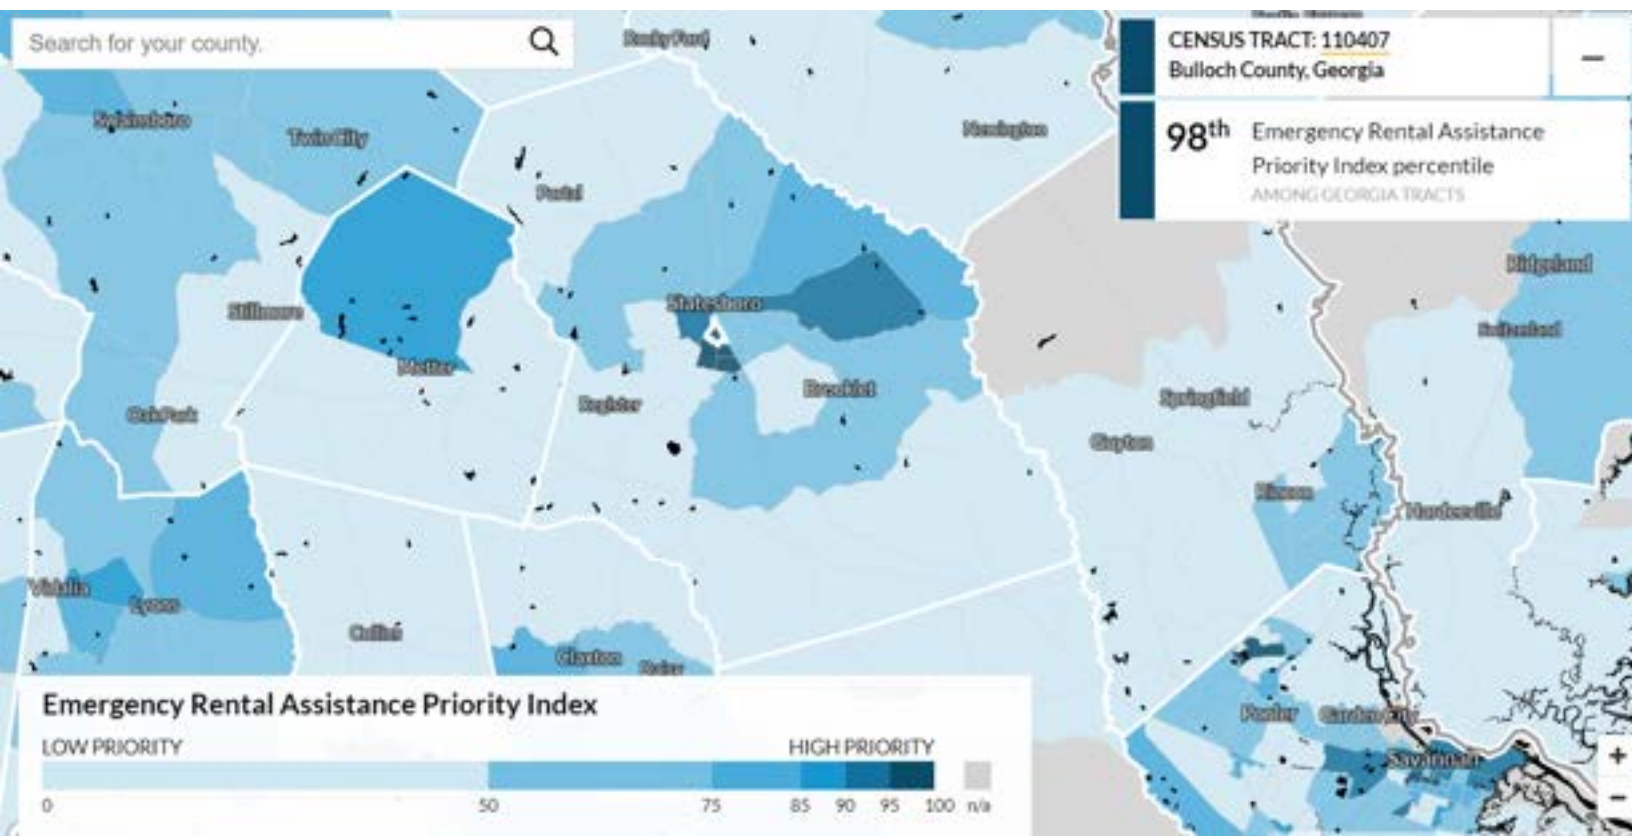 Search for your county.
CENSUS TRACT: 110407
Bulloch County, Georgia
98th Emergency Rental Assistance
Priority Index percentile
AMONG GEORGIA TRACTS
Rocky Ford
Swainsboro
Twin City
Newington
Portal
Ridgeland
Statesboro
Stillmore
Switzerland
Metter
Brooklet
Register
Springfield
Oak Park
Guyton
Rincon
Hardeeville
Vidalia
Lyons
Collins
Claxton
Daisy
Pooler
Garden City
Savannah
Emergency Rental Assistance Priority Index
LOW PRIORITY
HIGH PRIORITY
0 50 75 85 90 95 100 n/a
+
−